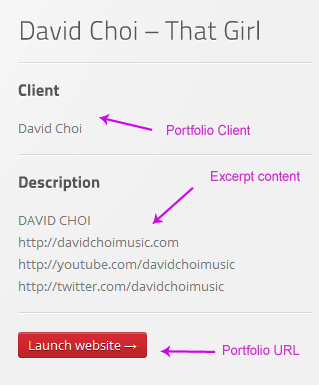 David Choi – That Girl
Client
David Choi
Portfolio Client
Description
Excerpt content
DAVID CHOI
http://davidchoimusic.com
http://youtube.com/davidchoimusic
http://twitter.com/davidchoimusic
Launch website →
Portfolio URL